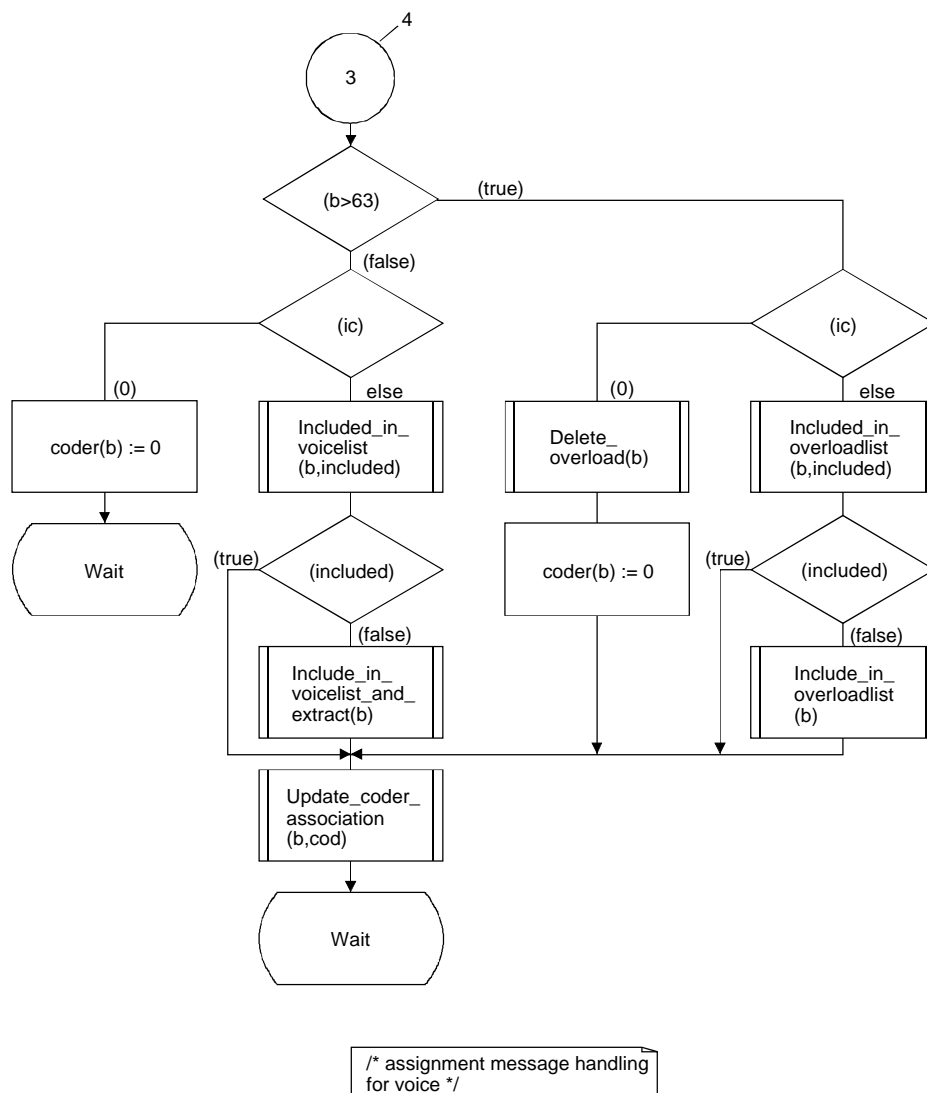 4
3
(b>63)
(true)
(false)
(ic)
(ic)
(0)
else
(0)
else
coder(b) := 0
Included_in_
voicelist
(b,included)
Delete_
overload(b)
Included_in_
overloadlist
(b,included)
Wait
(true)
(included)
coder(b) := 0
(true)
(included)
(false)
(false)
Include_in_
voicelist_and_
extract(b)
Include_in_
overloadlist
(b)
Update_coder_
association
(b,cod)
Wait
/* assignment message handling
for voice */